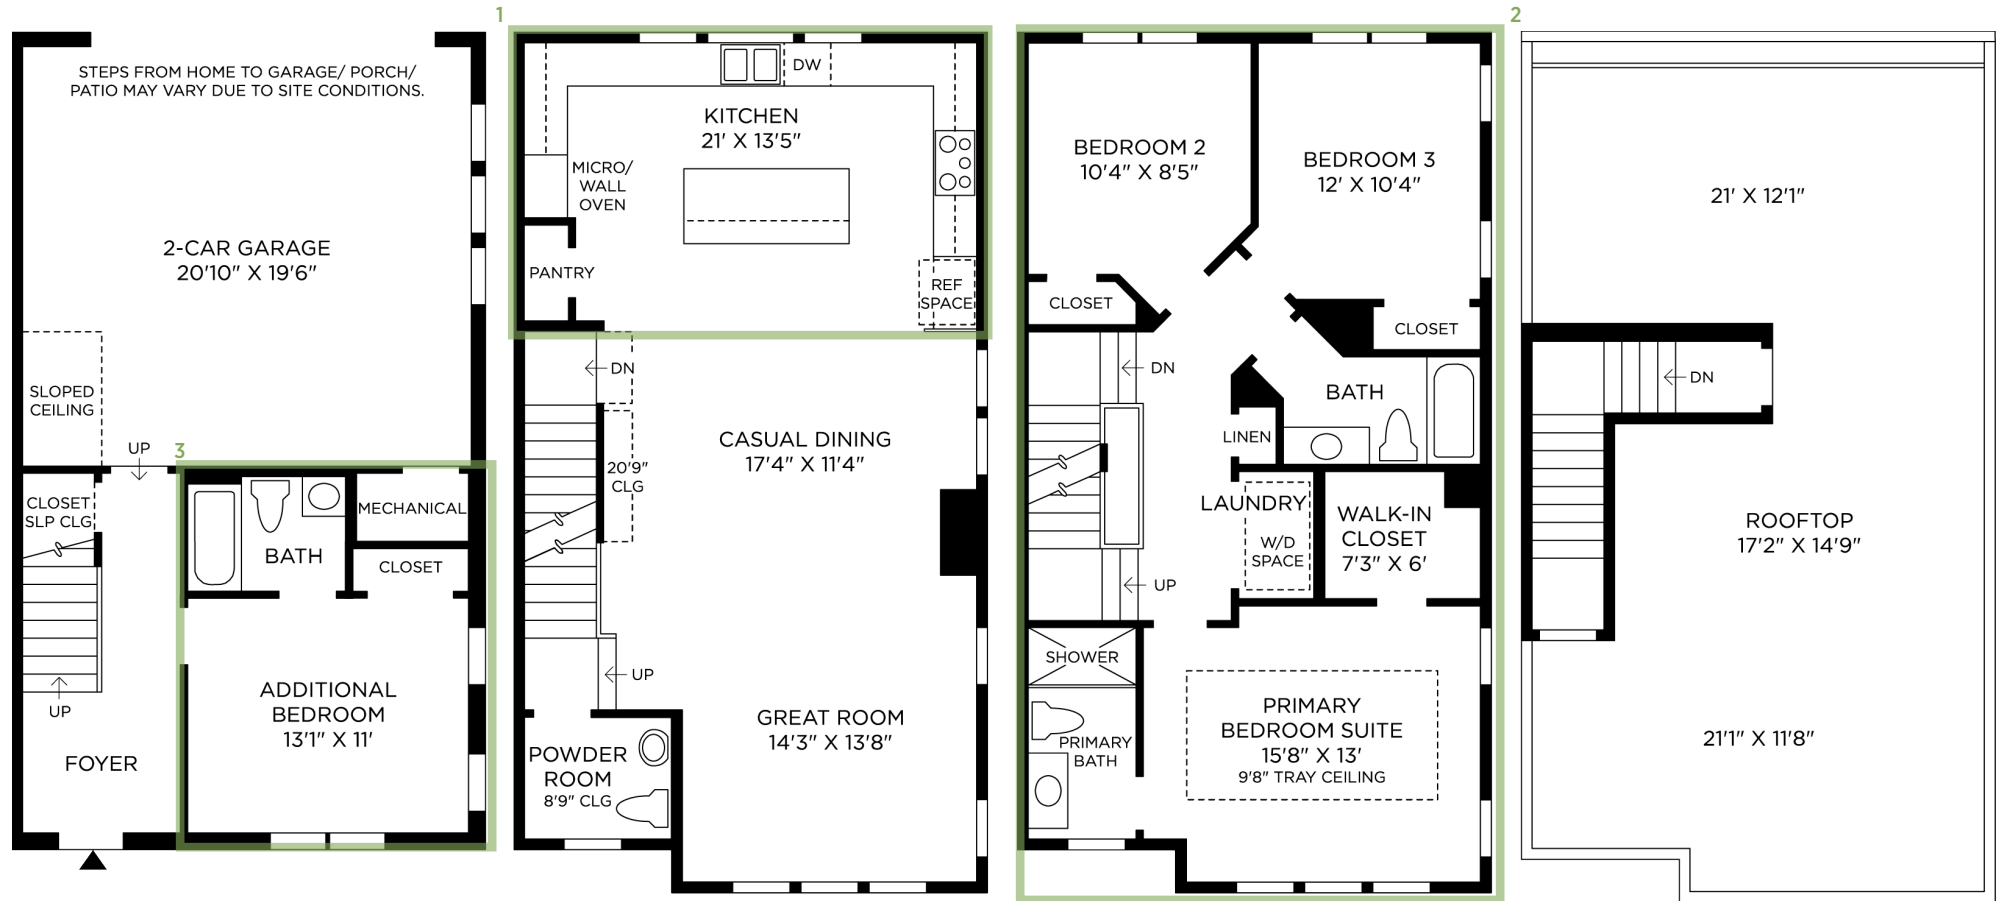 1
2
STEPS FROM HOME TO GARAGE/ PORCH/
PATIO MAY VARY DUE TO SITE CONDITIONS.
2-CAR GARAGE
20'10" X 19'6"
SLOPED
CEILING
UP
3
CLOSET
SLP CLG
UP
FOYER
BATH
MECHANICAL
CLOSET
ADDITIONAL
BEDROOM
13'1" X 11'
DW
KITCHEN
21' X 13'5"
MICRO/
WALL
OVEN
PANTRY
REF
SPACE
DN
20'9"
CLG
CASUAL DINING
17'4" X 11'4"
UP
GREAT ROOM
14'3" X 13'8"
POWDER
ROOM
8'9" CLG
BEDROOM 2
10'4" X 8'5"
BEDROOM 3
12' X 10'4"
CLOSET
CLOSET
DN
BATH
LINEN
LAUNDRY
W/D
SPACE
WALK-IN
CLOSET
7'3" X 6'
UP
SHOWER
PRIMARY
BATH
PRIMARY
BEDROOM SUITE
15'8" X 13'
9'8" TRAY CEILING
21' X 12'1"
DN
ROOFTOP
17'2" X 14'9"
21'1" X 11'8"